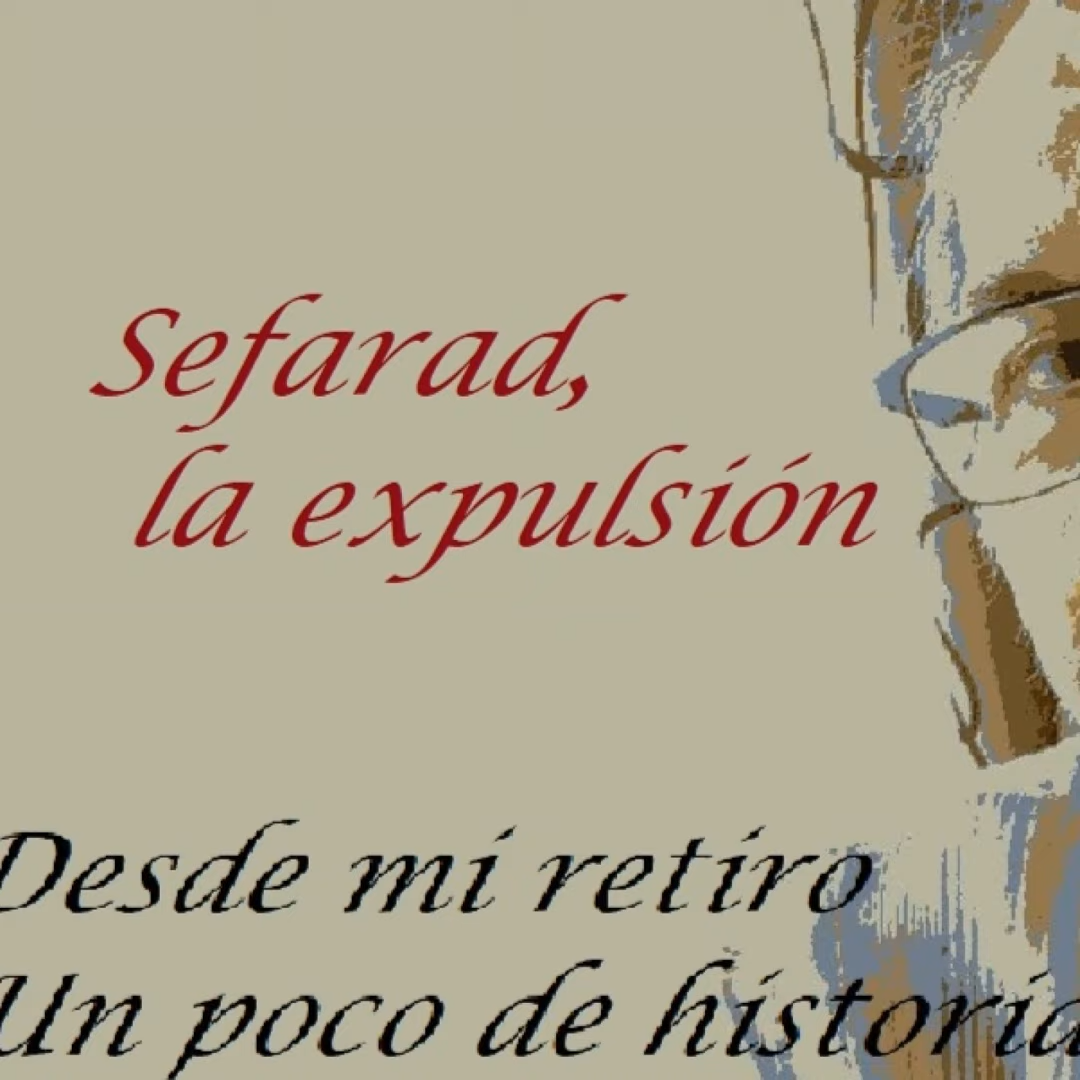 Sefarad,
la expulsión
Desde mi retiro
Un poco de historia